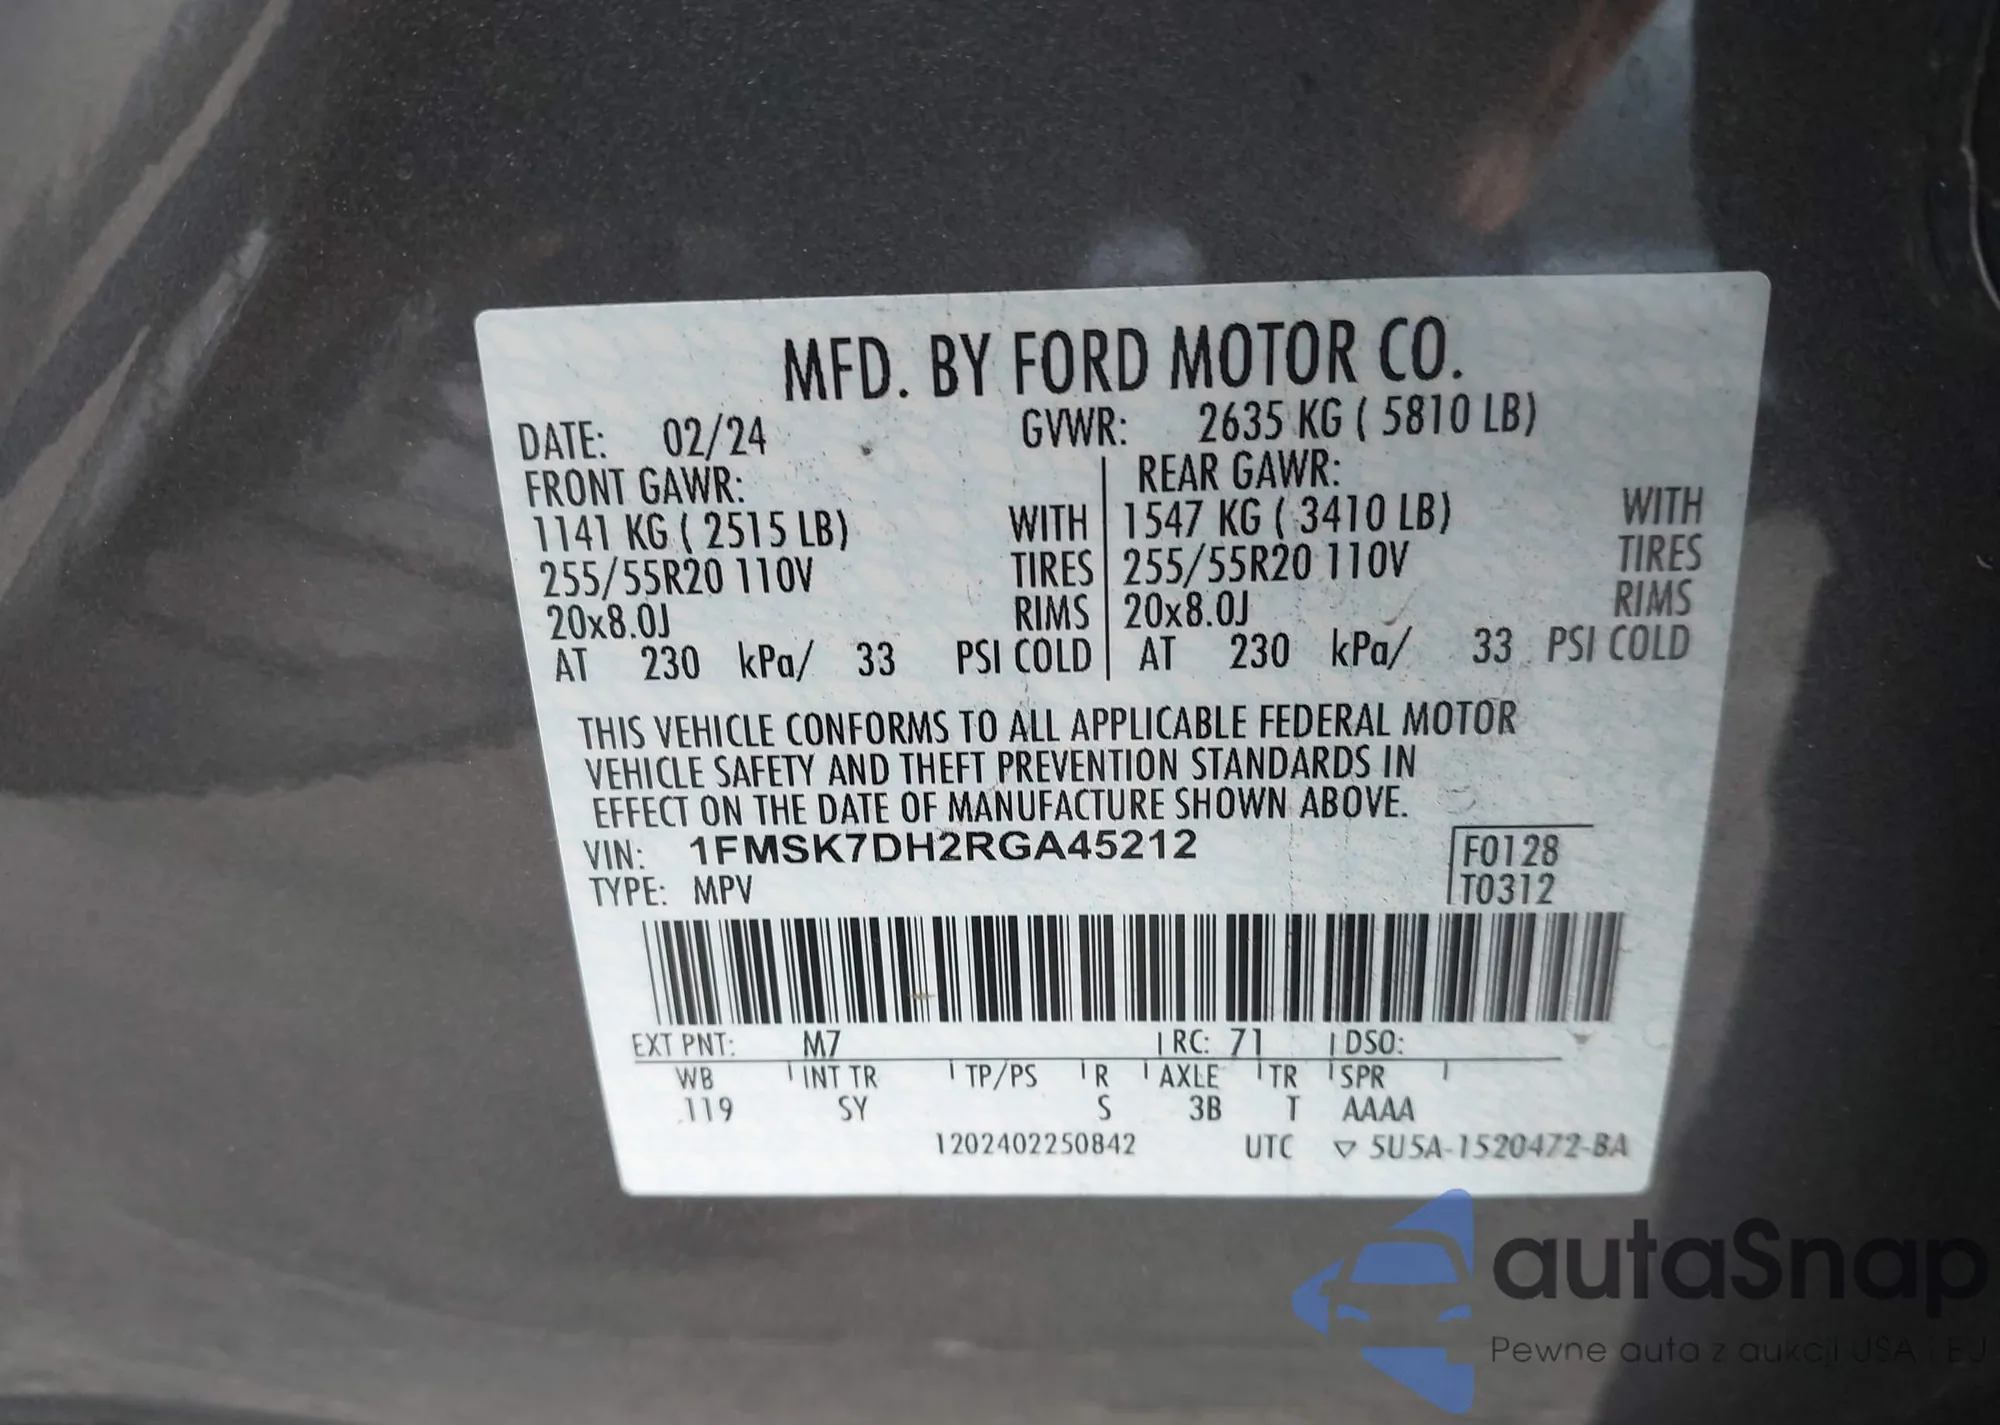 MFD. BY FORD MOTOR CO.
DATE: 02/24 GVWR: 2635 KG ( 5810 LB)
FRONT GAWR: REAR GAWR:
1141 KG ( 2515 LB) WITH 1547 KG ( 3410 LB) WITH
255/55R20 110V TIRES 255/55R20 110V TIRES
20x8.0J RIMS 20x8.0J RIMS
AT 230 kPa/ 33 PSI COLD AT 230 kPa/ 33 PSI COLD
THIS VEHICLE CONFORMS TO ALL APPLICABLE FEDERAL MOTOR
VEHICLE SAFETY AND THEFT PREVENTION STANDARDS IN
EFFECT ON THE DATE OF MANUFACTURE SHOWN ABOVE.
VIN: 1FMSK7DH2RGA45212 F0128
TYPE: MPV T0312
EXT PNT: M7 RC: 71 DSO:
WB INT TR TP/PS R AXLE TR SPR
119 SY S 3B T AAAA
1202402250842 UTC ▽ 5U5A-1520472-BA
autaSnap
Pewne auta z aukcji USA i EU